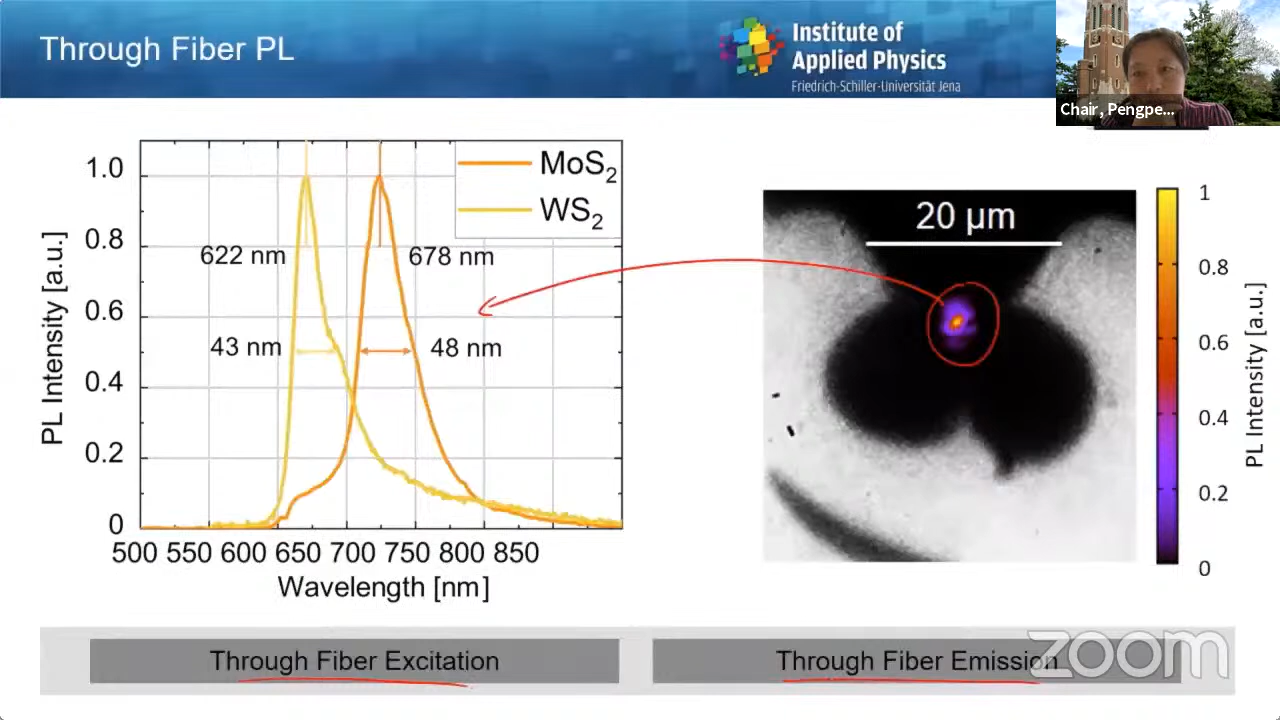 Through Fiber PL
Institute of
Applied Physics
Friedrich-Schiller-Universität Jena
Chair, Pengpe...
MoS2
WS2
622 nm
678 nm
43 nm
48 nm
PL Intensity [a.u.]
1.0
0.8
0.6
0.4
0.2
0
500 550 600 650 700 750 800 850
Wavelength [nm]
20 µm
1
0.8
0.6
0.4
0.2
0
PL Intensity [a.u.]
Through Fiber Excitation
Through Fiber Emission
zoom